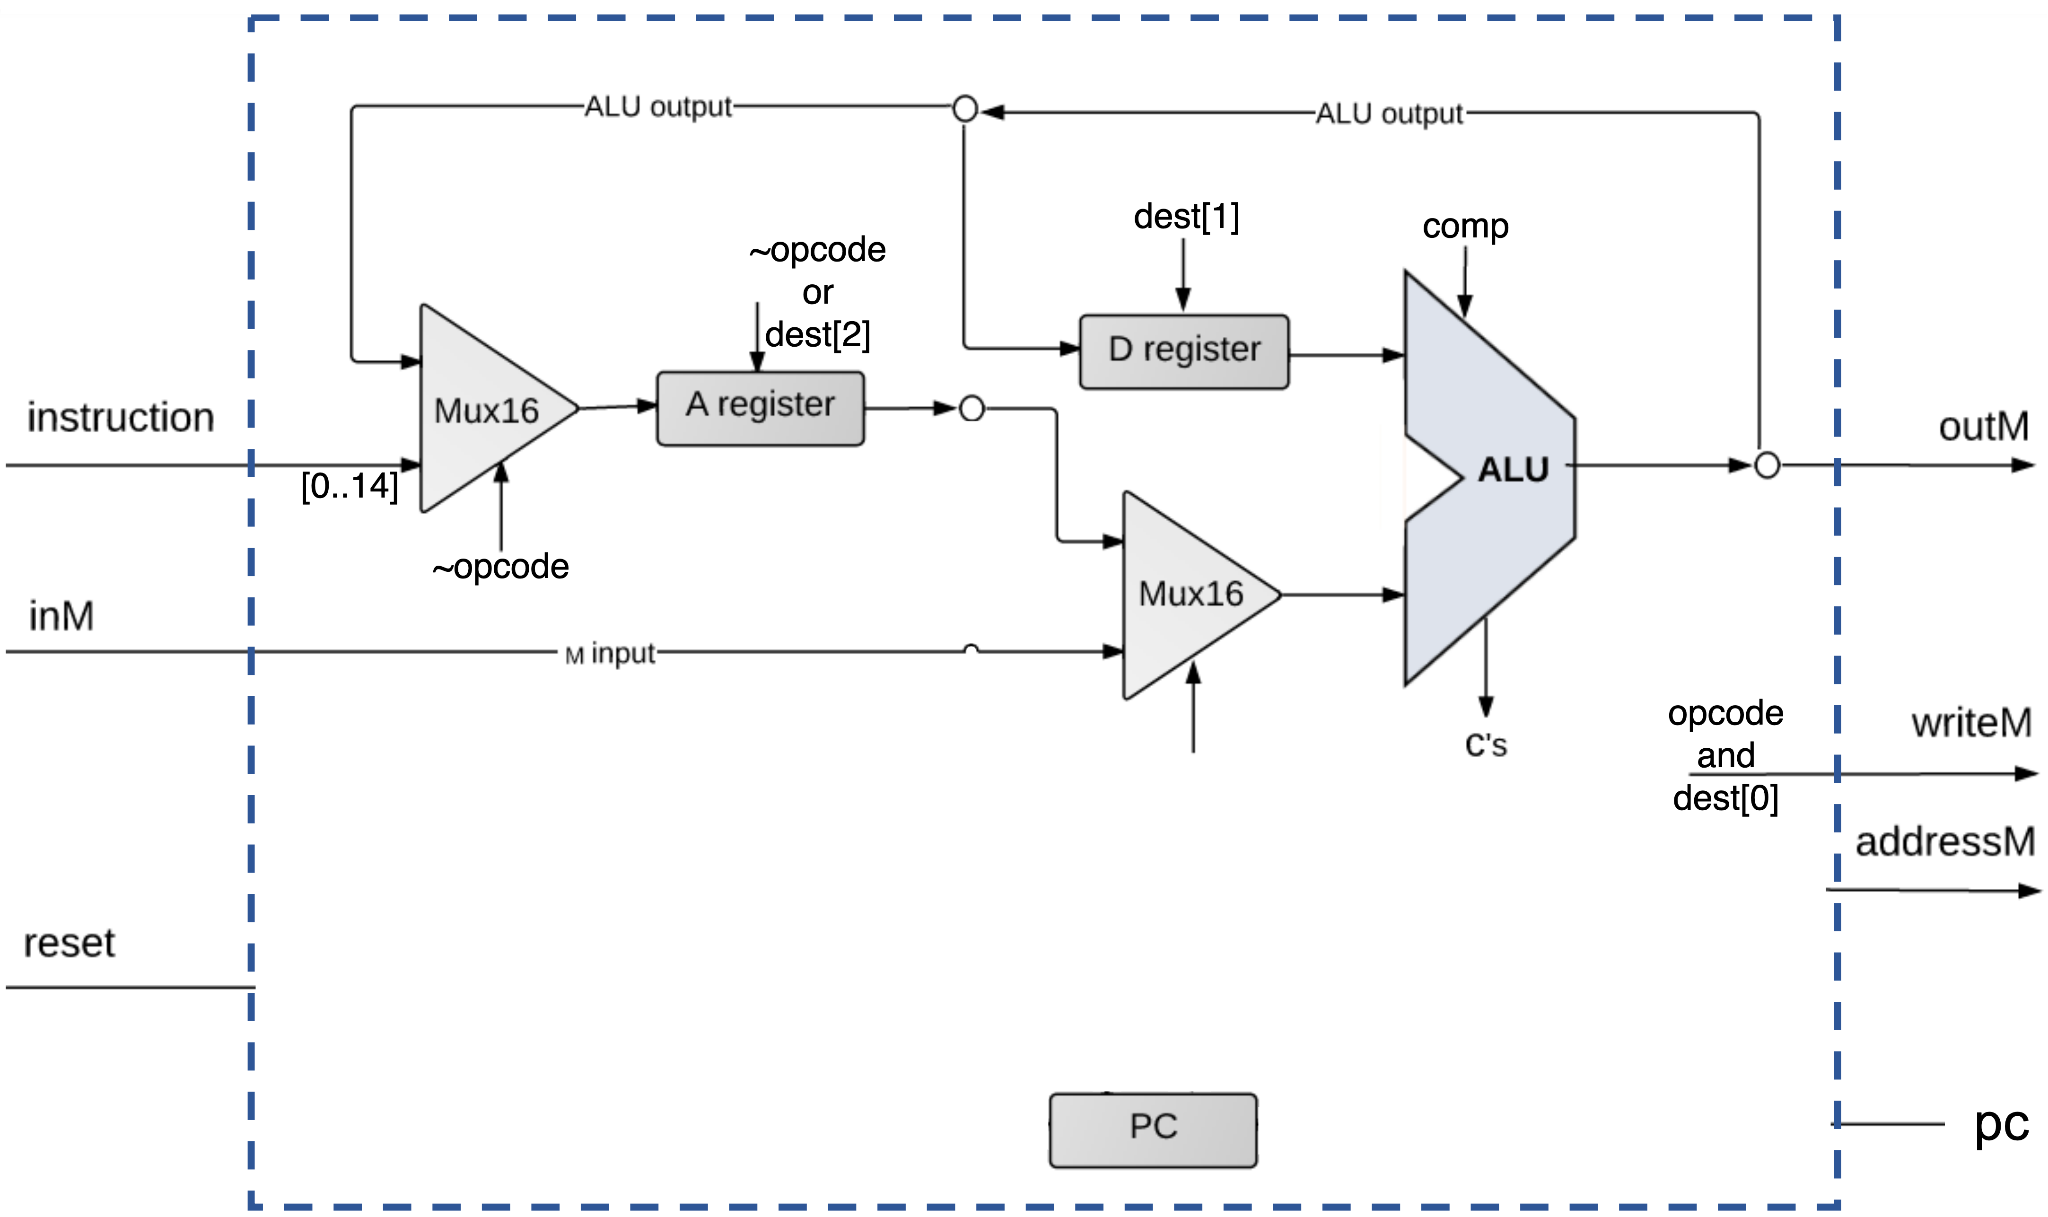 ALU output
ALU output
dest[1]
comp
~opcode
or
dest[2]
D register
Mux16
A register
instruction
[0..14]
outM
ALU
~opcode
Mux16
inM
M input
opcode
and
dest[0]
writeM
c's
addressM
reset
PC
pc